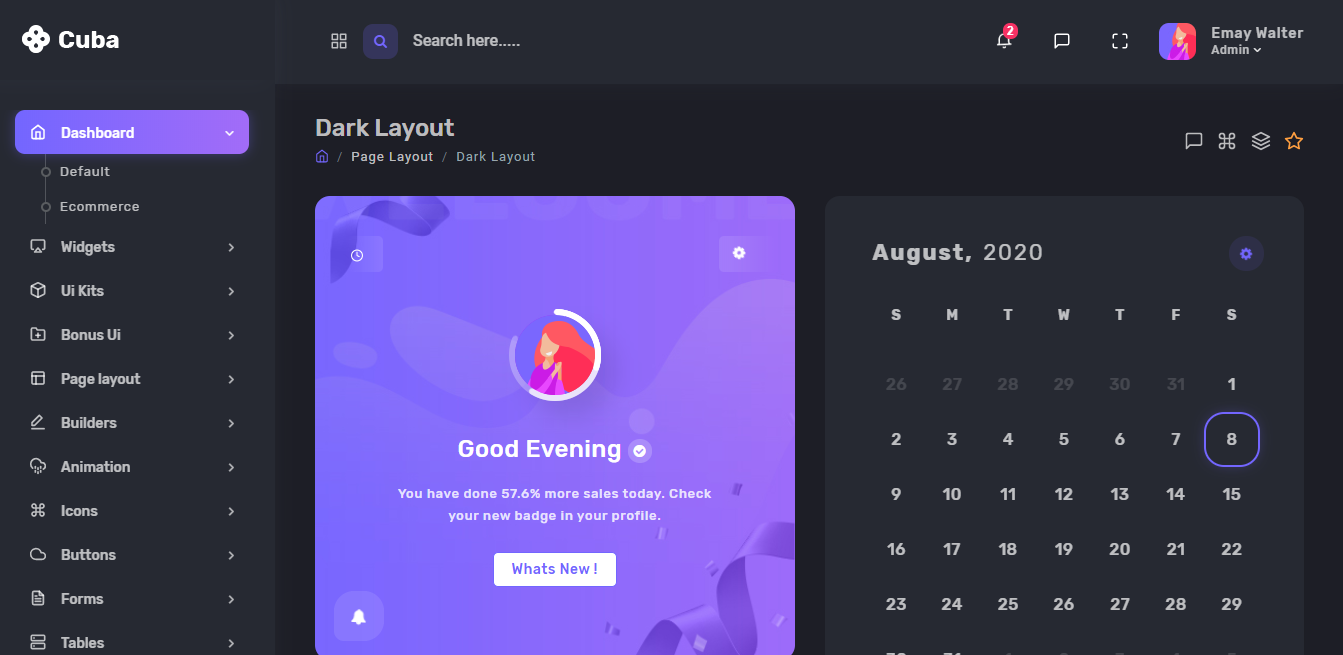 Cuba
Search here.....
2
Emay Walter
Admin
Dashboard
Default
Ecommerce
Widgets
Ui Kits
Bonus Ui
Page layout
Builders
Animation
Icons
Buttons
Forms
Tables
Dark Layout
/ Page Layout / Dark Layout
Good Evening
You have done 57.6% more sales today. Check
your new badge in your profile.
Whats New !
August, 2020
S M T W T F S
26 27 28 29 30 31 1
2 3 4 5 6 7 8
9 10 11 12 13 14 15
16 17 18 19 20 21 22
23 24 25 26 27 28 29